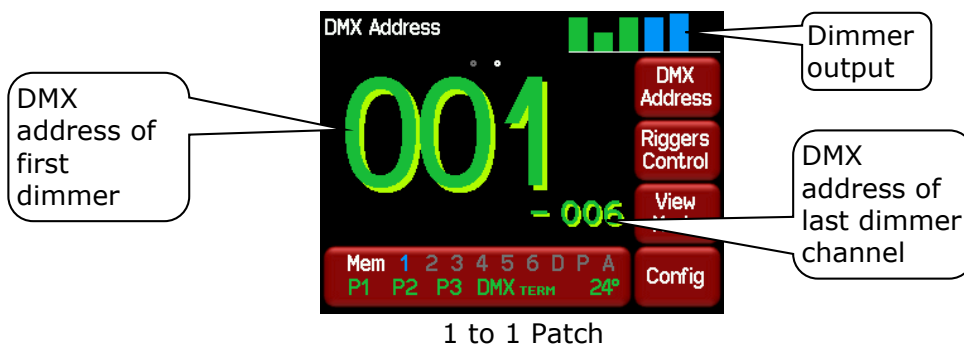 DMX Address
Dimmer
output
DMX
address of
first
dimmer
001
- 006
DMX
Address
Riggers
Control
View
Config
DMX
address of
last dimmer
channel
Mem 1 2 3 4 5 6 D P A
P1 P2 P3 DMX TERM 24°
1 to 1 Patch